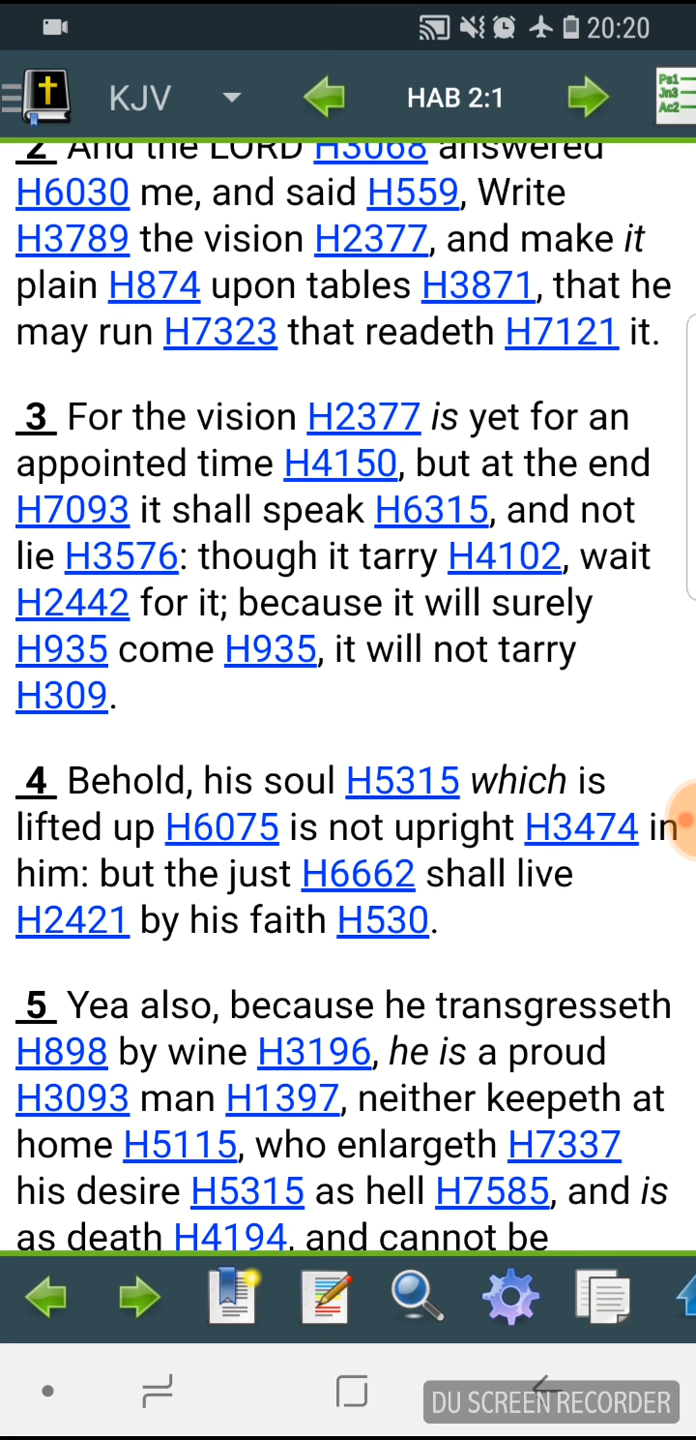 20:20
KJV HAB 2:1
Ps1
Jn3
Ac2
2 And the LORD H3068 answered
H6030 me, and said H559, Write
H3789 the vision H2377, and make it
plain H874 upon tables H3871, that he
may run H7323 that readeth H7121 it.
3 For the vision H2377 is yet for an
appointed time H4150, but at the end
H7093 it shall speak H6315, and not
lie H3576: though it tarry H4102, wait
H2442 for it; because it will surely
H935 come H935, it will not tarry
H309.
4 Behold, his soul H5315 which is
lifted up H6075 is not upright H3474 in
him: but the just H6662 shall live
H2421 by his faith H530.
5 Yea also, because he transgresseth
H898 by wine H3196, he is a proud
H3093 man H1397, neither keepeth at
home H5115, who enlargeth H7337
his desire H5315 as hell H7585, and is
as death H4194, and cannot be
DU SCREEN RECORDER